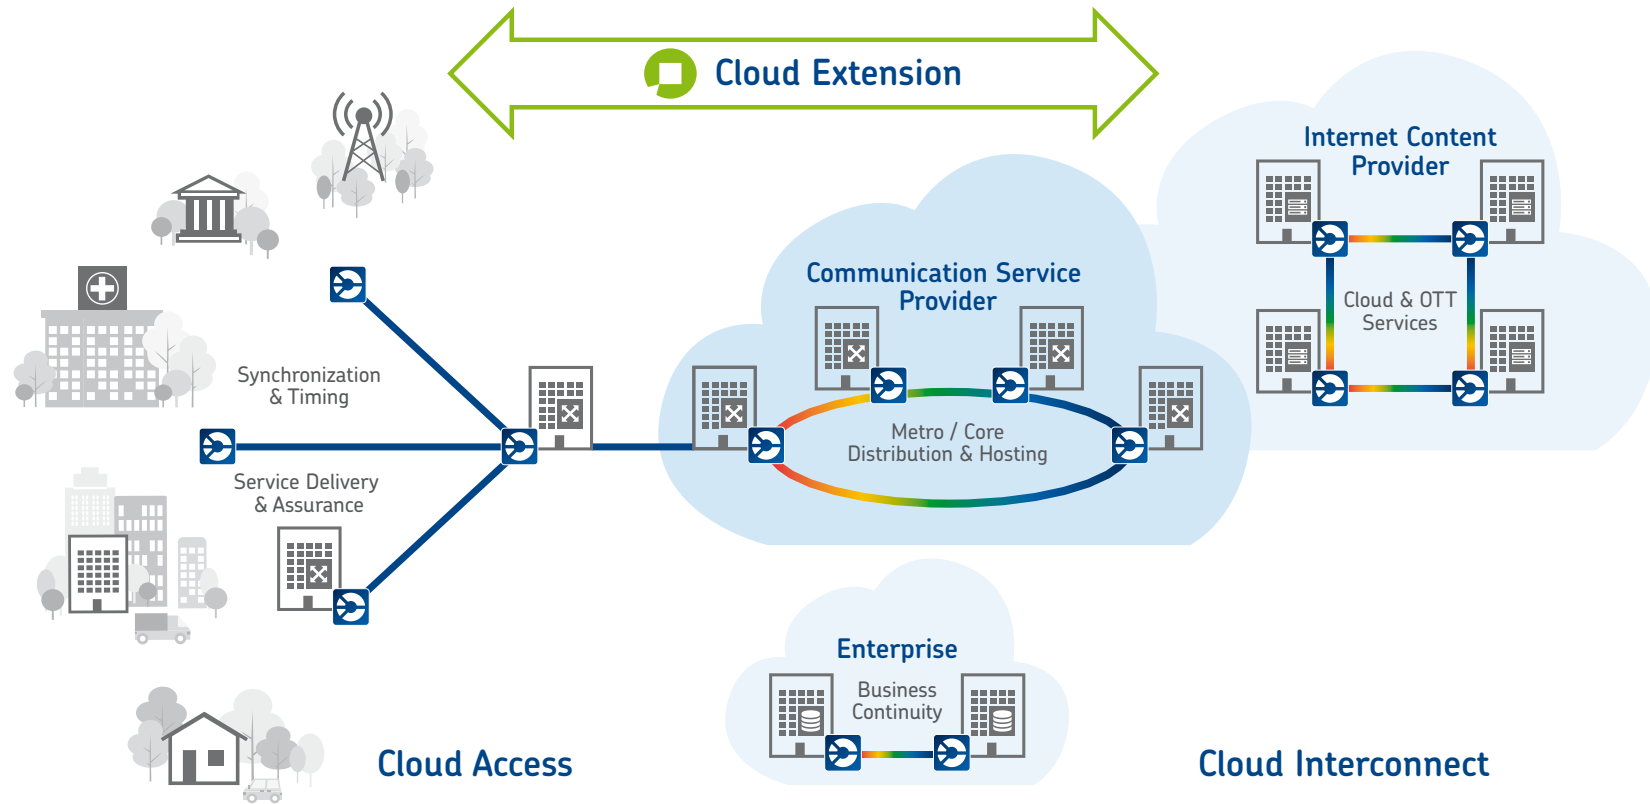 Cloud Extension
Internet Content
Provider
Cloud & OTT
Services
Communication Service
Provider
Metro / Core
Distribution & Hosting
Synchronization
& Timing
Service Delivery
& Assurance
Enterprise
Business
Continuity
Cloud Access
Cloud Interconnect